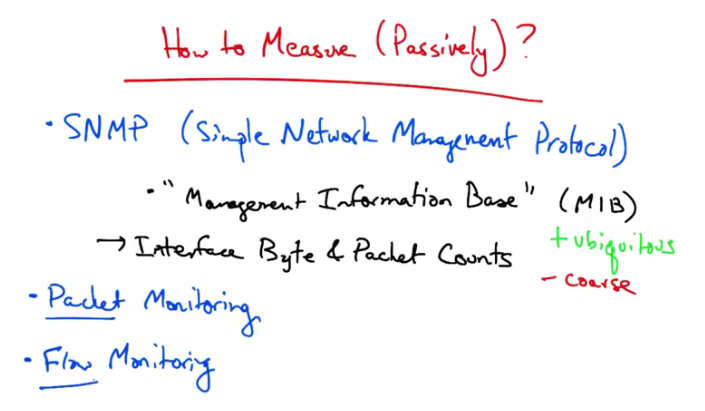 How to Measure (Passively)?
• SNMP (Simple Network Management Protocol)
• "Management Information Base" (MIB)
→ Interface Byte & Packet Counts
+ ubiquitous
- coarse
• Packet Monitoring
• Flow Monitoring